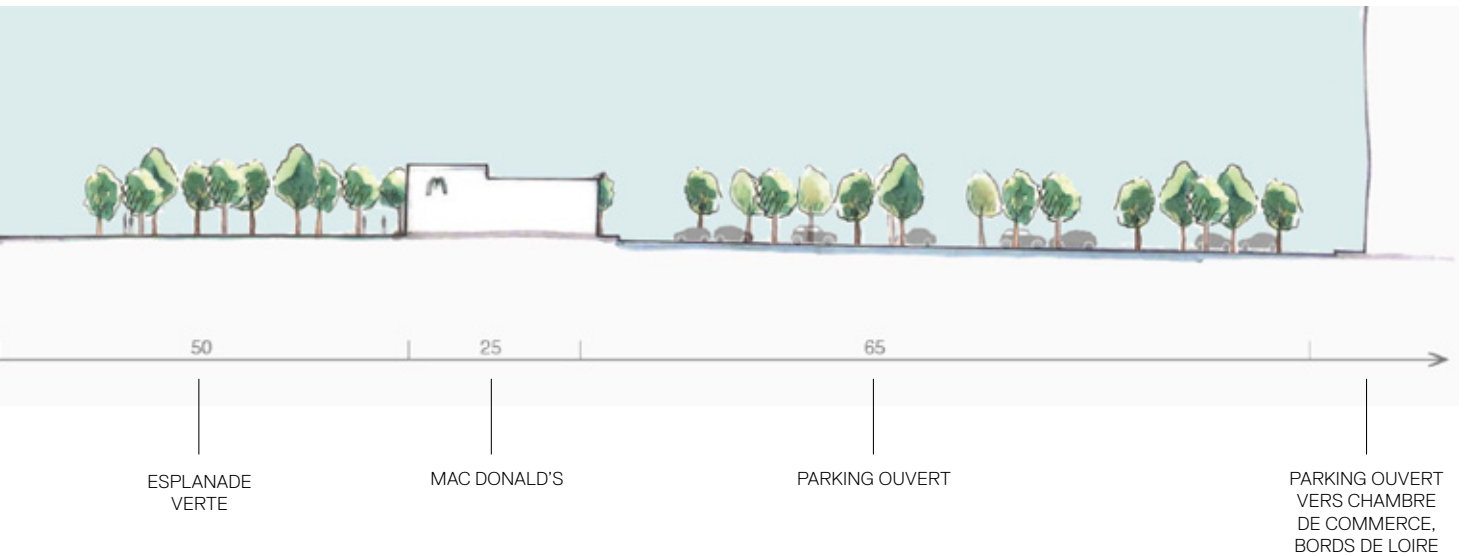 50
25
65
ESPLANADE
VERTE
MAC DONALD'S
PARKING OUVERT
PARKING OUVERT
VERS CHAMBRE
DE COMMERCE,
BORDS DE LOIRE